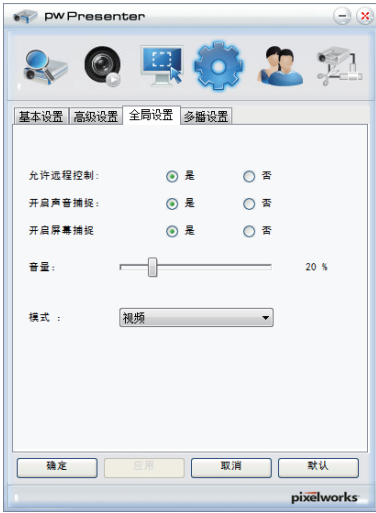 pwPresenter
基本设置 高级设置 全局设置 多播设置
允许远程控制: 是 否
开启声音捕捉: 是 否
开启屏幕捕捉 是 否
音量: 20 %
模式 : 视频
确定 应用 取消 默认
pixelworks